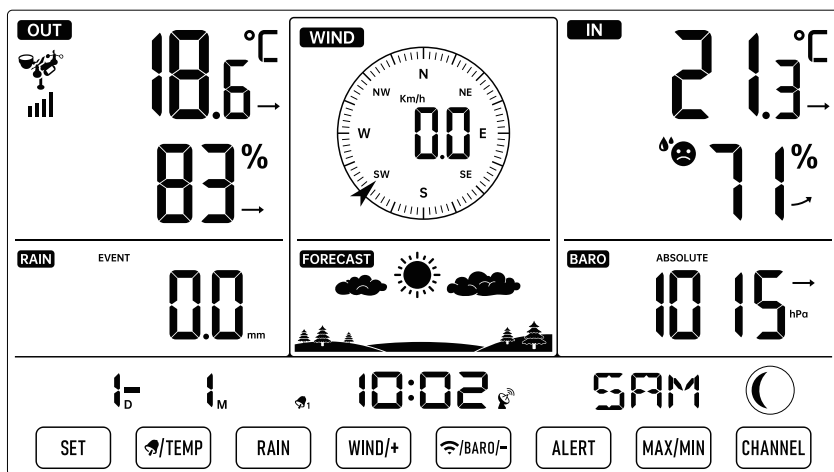 OUT
18.6 °C
83 %
WIND
N
NW NE
Km/h
W 0.0 E
SW SE
S
IN
21.3 °C
71 %
RAIN EVENT
0.0 mm
FORECAST
BARO ABSOLUTE
1015 hPa
1- D 1 M 1 10:02 SAM
SET /TEMP RAIN WIND/+ /BARO/- ALERT MAX/MIN CHANNEL